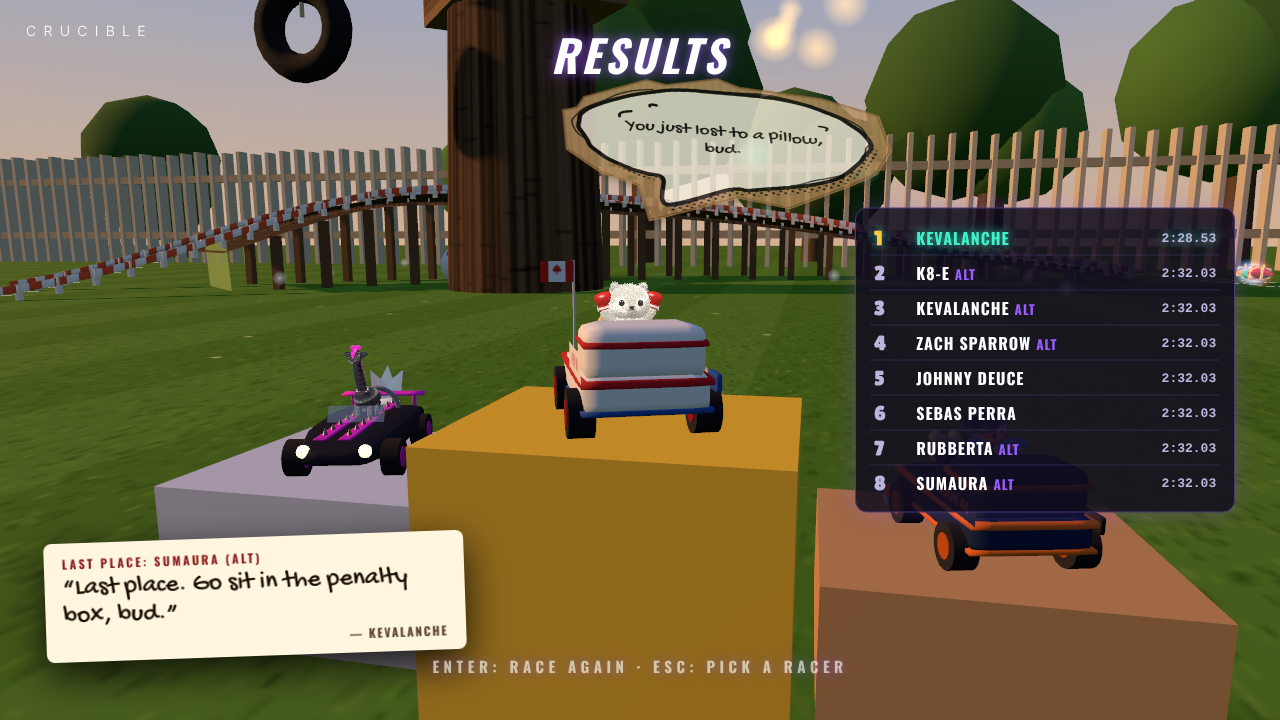 CRUCIBLE
RESULTS
You just lost to a pillow,
bud.
1 KEVALANCHE 2:28.53
2 K8-E ALT 2:32.03
3 KEVALANCHE ALT 2:32.03
4 ZACH SPARROW ALT 2:32.03
5 JOHNNY DEUCE 2:32.03
6 SEBAS PERRA 2:32.03
7 RUBBERTA ALT 2:32.03
8 SUMAURA ALT 2:32.03
LAST PLACE: SUMAURA (ALT)
"Last place. Go sit in the penalty
box, bud."
— KEVALANCHE
ENTER: RACE AGAIN · ESC: PICK A RACER